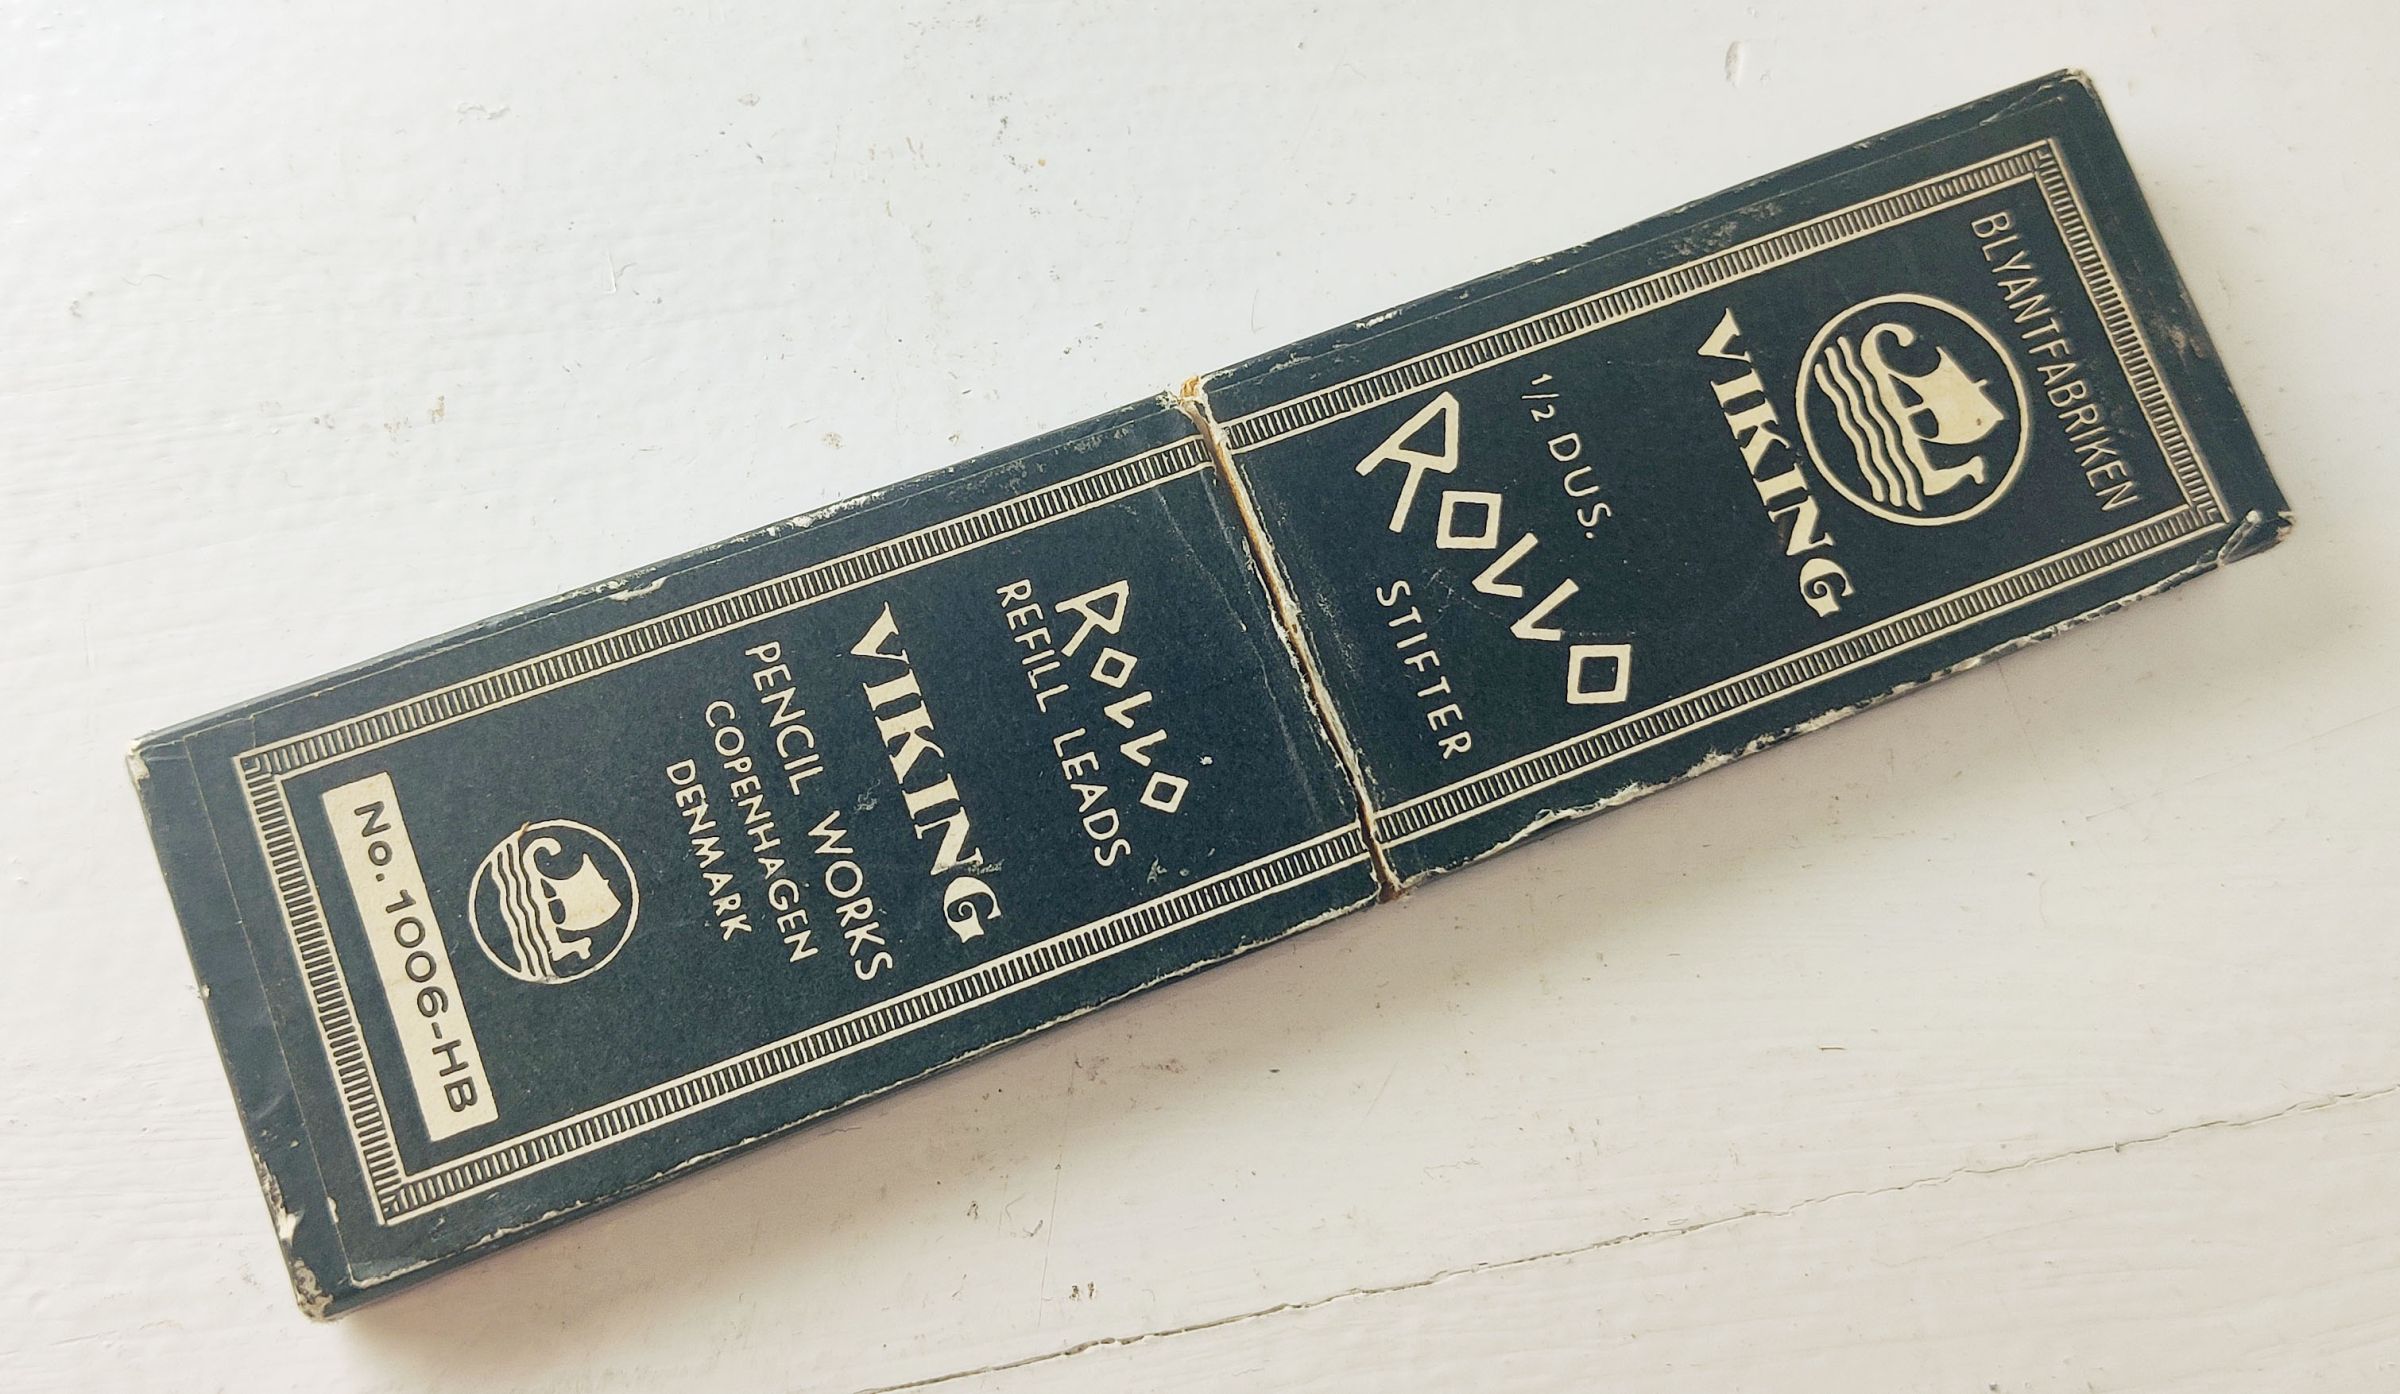 BLYANTFABRIKEN
VIKING
1/2 DUS.
ROLLO
STIFTER
ROLLO
REFILL LEADS
VIKING
PENCIL WORKS
COPENHAGEN
DENMARK
No. 1006-HB